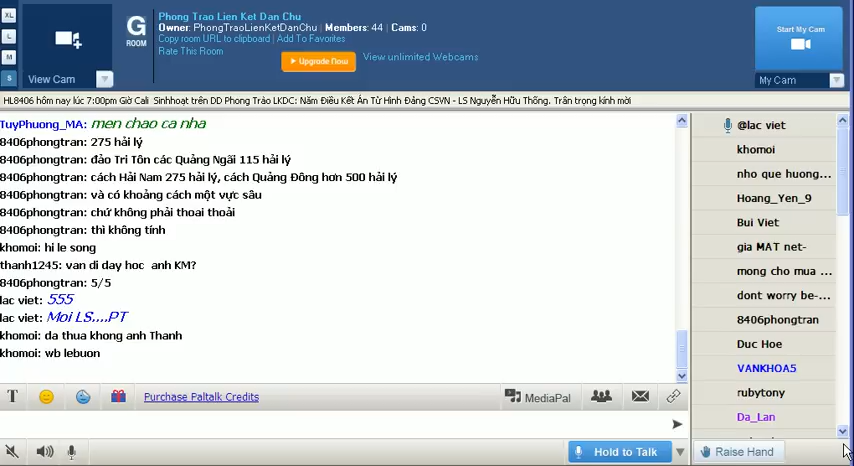 XL
L
M
S
View Cam
G
ROOM
Phong Trao Lien Ket Dan Chu
Owner: PhongTraoLienKetDanChu | Members: 44 | Cams: 0
Copy room URL to clipboard | Add To Favorites
Rate This Room
Upgrade Now
View unlimited Webcams
Start My Cam
My Cam
HL8406 hôm nay lúc 7:00pm Giờ Cali Sinhhoạt trên DD Phong Trào LKDC: Năm Điều Kết Án Tử Hình Đảng CSVN - LS Nguyễn Hữu Thống. Trân trọng kính mời
TuyPhuong_MA: men chao ca nha
8406phongtran: 275 hải lý
8406phongtran: đảo Tri Tôn các Quảng Ngãi 115 hải lý
8406phongtran: cách Hải Nam 275 hải lý, cách Quảng Đông hơn 500 hải lý
8406phongtran: và có khoảng cách một vực sâu
8406phongtran: chứ không phải thoai thoải
8406phongtran: thì không tính
khomoi: hi le song
thanh1245: van di day hoc anh KM?
8406phongtran: 5/5
lac viet: 555
lac viet: Moi LS....PT
khomoi: da thua khong anh Thanh
khomoi: wb lebuon
@lac viet
khomoi
nho que huong...
Hoang_Yen_9
Bui Viet
gia MAT net-
mong cho mua ...
dont worry be-...
8406phongtran
Duc Hoe
VANKHOA5
rubytony
Da_Lan
T
Purchase Paltalk Credits
MediaPal
Hold to Talk
Raise Hand